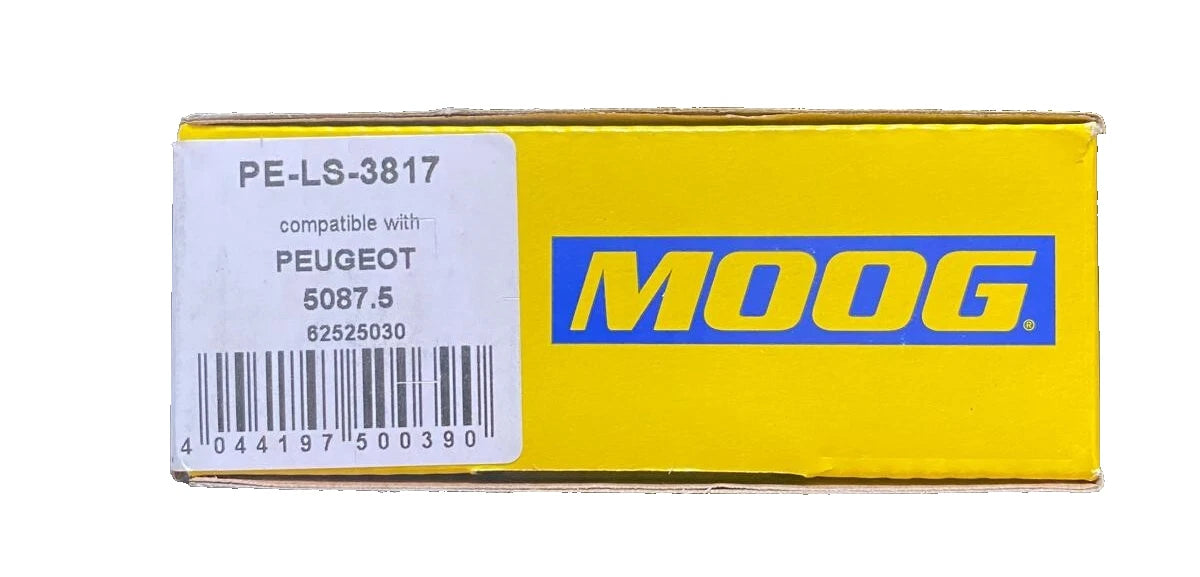 PE-LS-3817
compatible with
PEUGEOT
5087.5
62525030
4 044197 500390
MOOG®